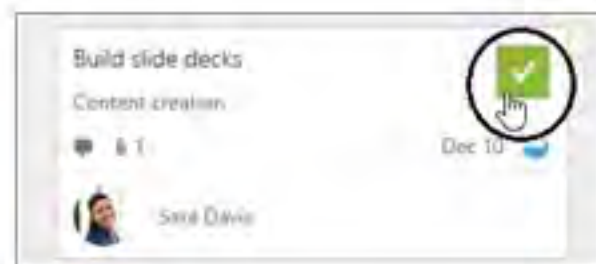 Build slide decks
Content creation
1
Dec 10
Sara Davis